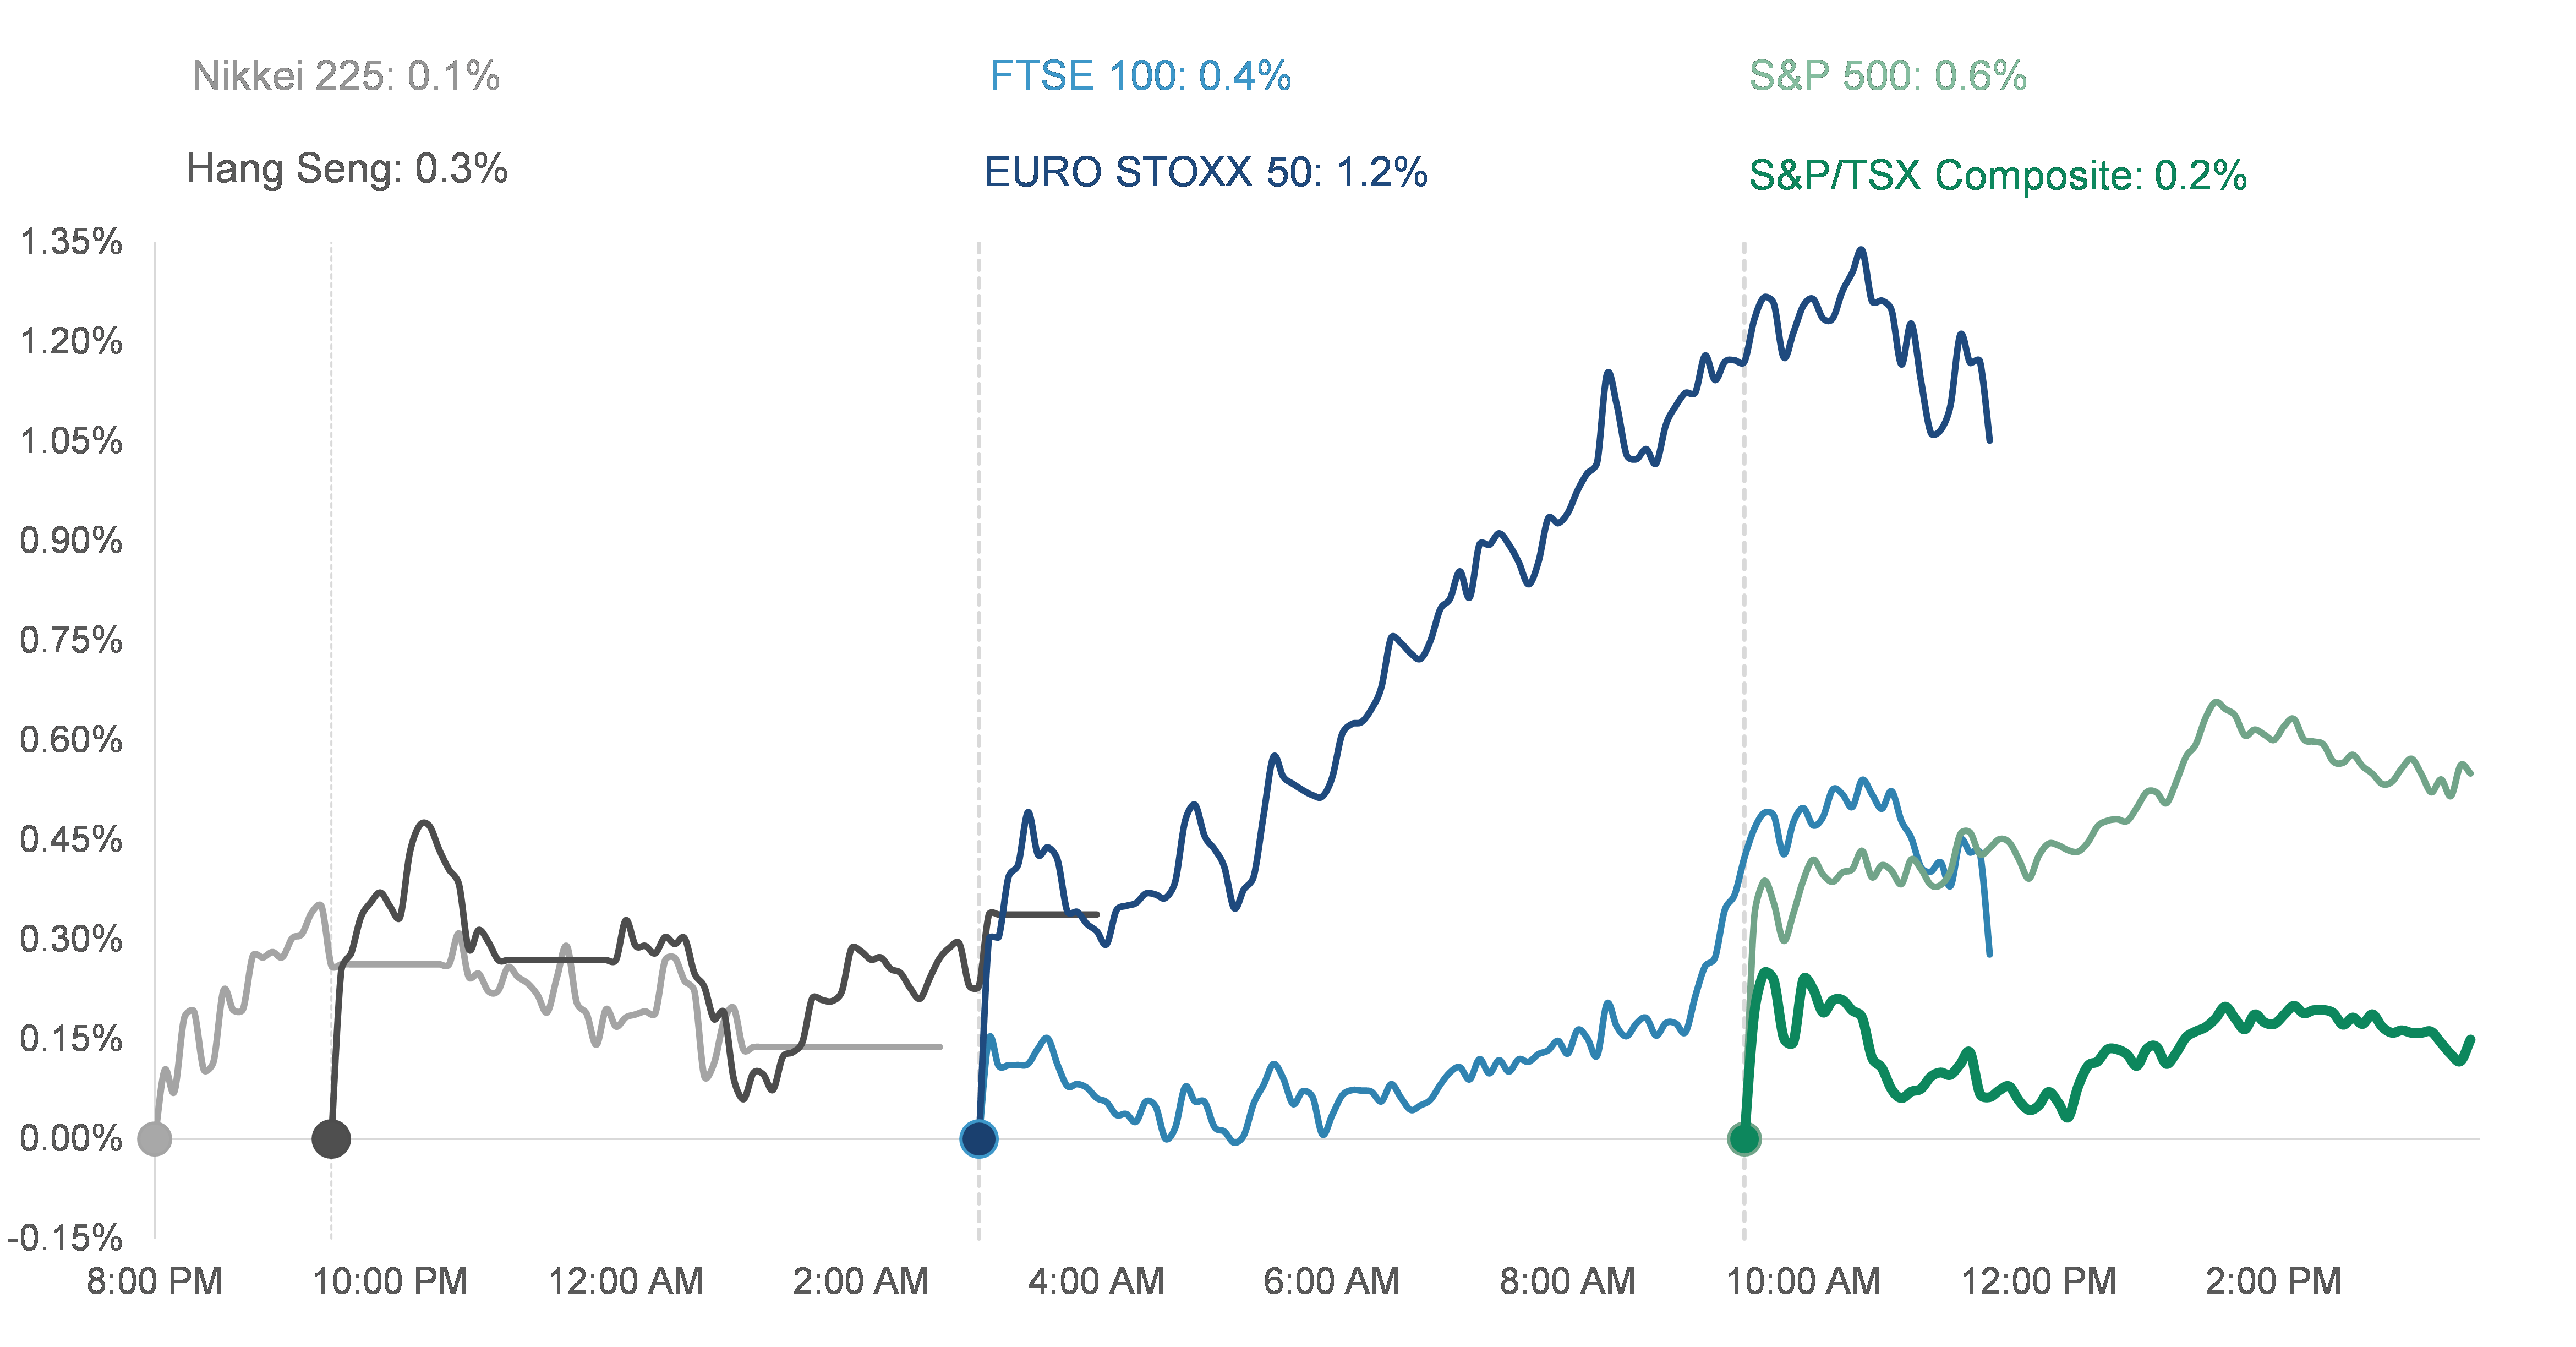 Nikkei 225: 0.1%
FTSE 100: 0.4%
S&P 500: 0.6%
Hang Seng: 0.3%
EURO STOXX 50: 1.2%
S&P/TSX Composite: 0.2%
1.35%
1.20%
1.05%
0.90%
0.75%
0.60%
0.45%
0.30%
0.15%
0.00%
-0.15%
8:00 PM
10:00 PM
12:00 AM
2:00 AM
4:00 AM
6:00 AM
8:00 AM
10:00 AM
12:00 PM
2:00 PM